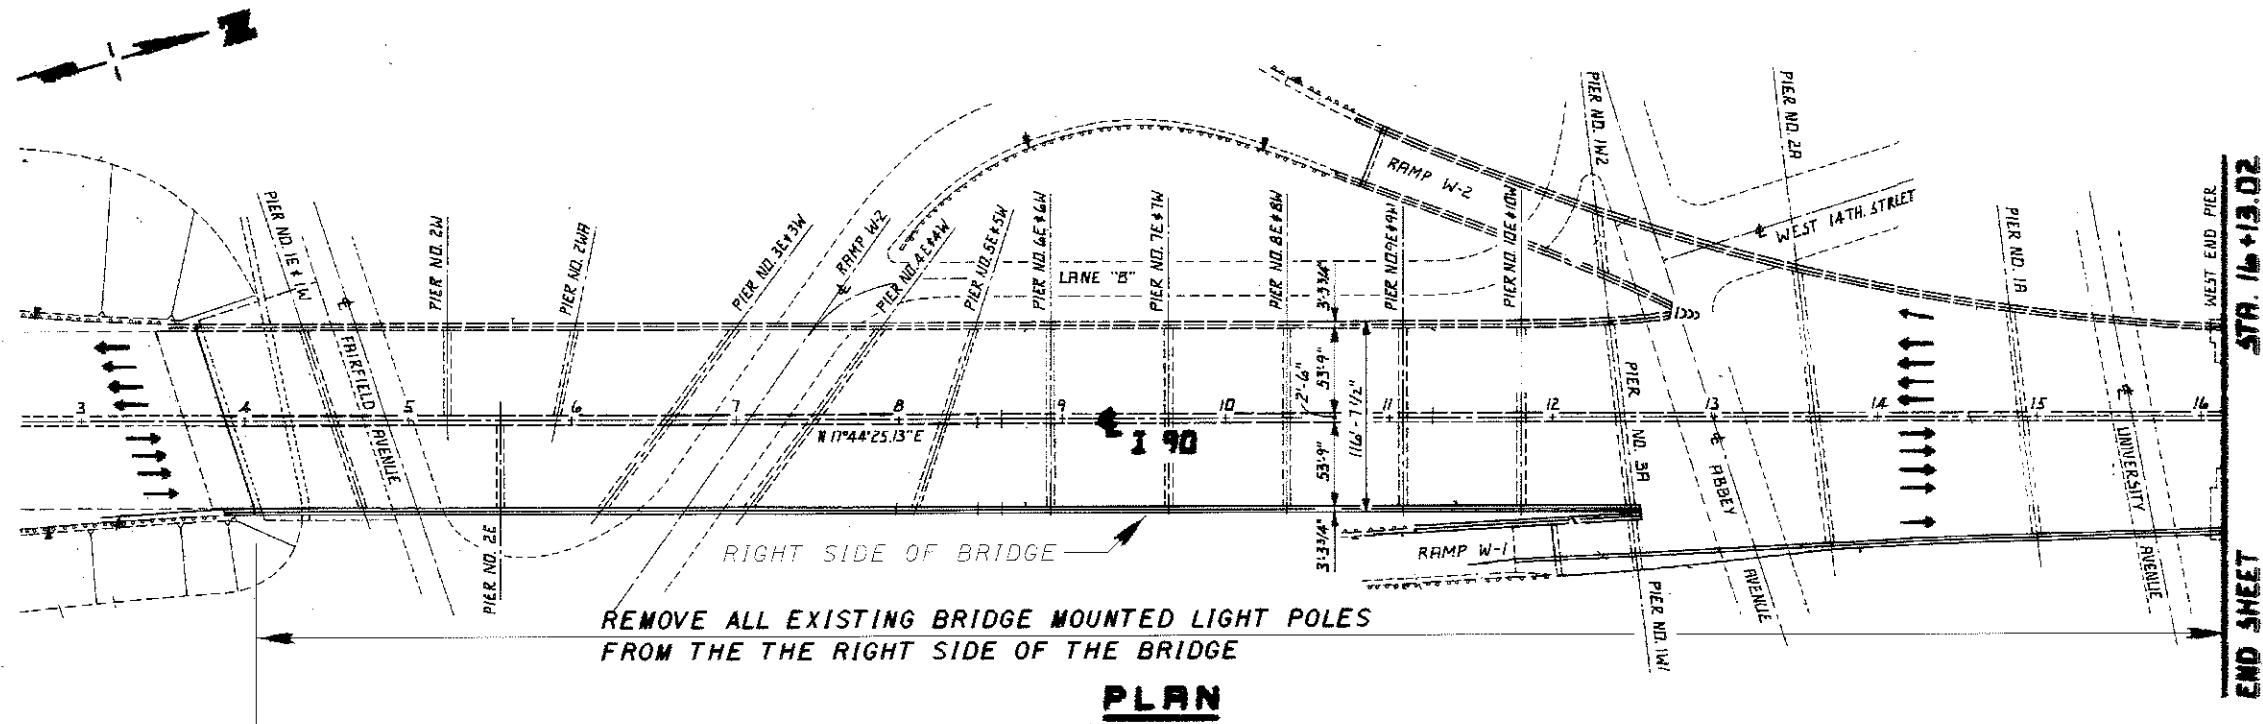 N
PIER NO. 1E & 1W
FAIRFIELD AVENUE
PIER NO. 2W
PIER NO. 2WA
PIER NO. 3E & 3W
RAMP W-2
PIER NO. 4E & 4W
PIER NO. 5E & 5W
PIER NO. 6E & 6W
PIER NO. 7E & 7W
PIER NO. 8E & 8W
PIER NO. 9E & 9W
PIER NO. 10E & 10W
LANE "B"
RAMP W-2
PIER NO. 1W2
PIER NO. 2A
℄ WEST 14TH. STREET
PIER NO. 1A
WEST END PIER
STA. 16+13.02
3'-3 3/4"
53'-9"
2'-6"
116'-7 1/2"
53'-9"
3'-3 3/4"
3 4 5 6 7 8 9 10 11 12 13 14 15 16
N 17°44'25.13" E
I 90
PIER NO. 3A
℄ ABBEY AVENUE
℄ UNIVERSITY AVENUE
PIER NO. 2E
RIGHT SIDE OF BRIDGE
RAMP W-1
PIER NO. 1W1
REMOVE ALL EXISTING BRIDGE MOUNTED LIGHT POLES
FROM THE THE RIGHT SIDE OF THE BRIDGE
PLAN
END SHEET